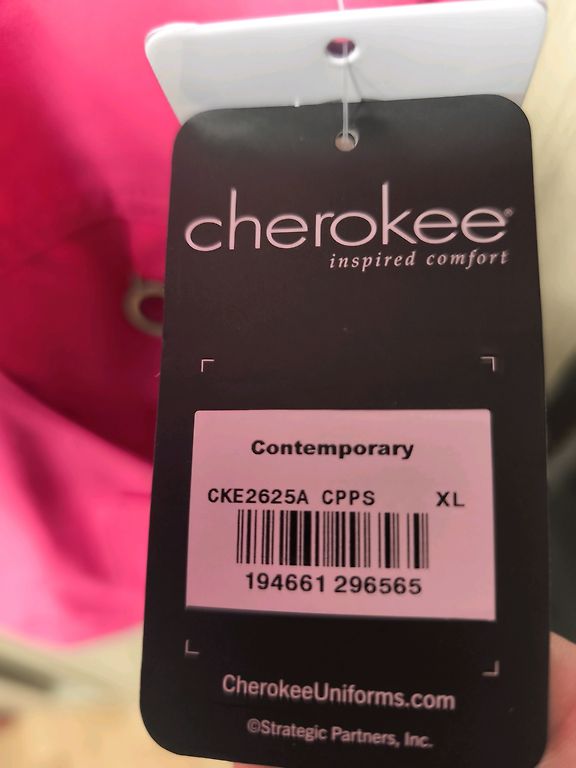 cherokee®
inspired comfort
Contemporary
CKE2625A CPPS XL
194661 296565
CherokeeUniforms.com
©Strategic Partners, Inc.